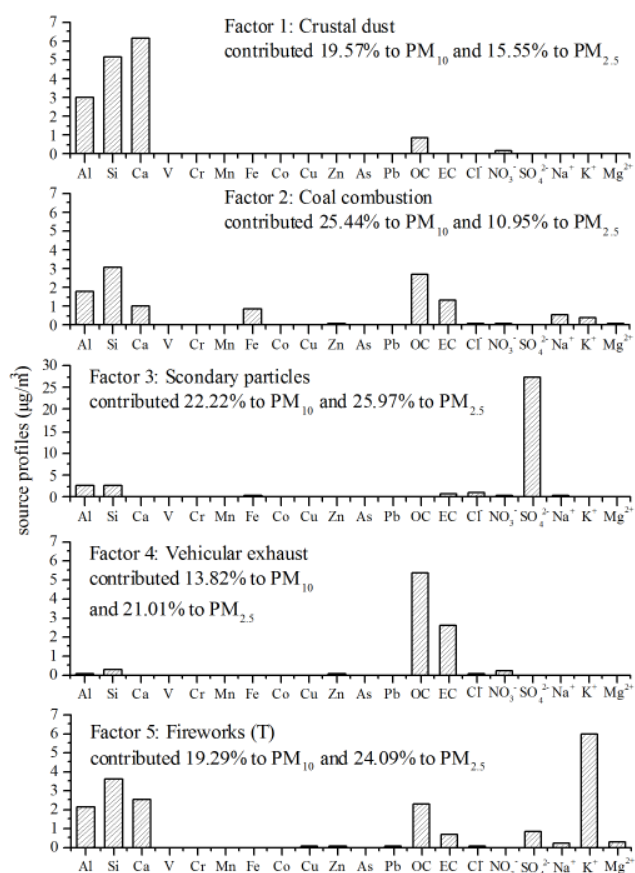 source profiles (μg/m³)
Factor 1: Crustal dust
contributed 19.57% to PM10 and 15.55% to PM2.5
7
6
5
4
3
2
1
0
Al Si Ca V Cr Mn Fe Co Cu Zn As Pb OC EC Cl⁻ NO₃⁻ SO₄²⁻ Na⁺ K⁺ Mg²⁺
Factor 2: Coal combustion
contributed 25.44% to PM10 and 10.95% to PM2.5
7
6
5
4
3
2
1
0
Al Si Ca V Cr Mn Fe Co Cu Zn As Pb OC EC Cl⁻ NO₃⁻ SO₄²⁻ Na⁺ K⁺ Mg²⁺
Factor 3: Scondary particles
contributed 22.22% to PM10 and 25.97% to PM2.5
30
25
20
15
10
5
0
Al Si Ca V Cr Mn Fe Co Cu Zn As Pb OC EC Cl⁻ NO₃⁻ SO₄²⁻ Na⁺ K⁺ Mg²⁺
Factor 4: Vehicular exhaust
contributed 13.82% to PM10
and 21.01% to PM2.5
7
6
5
4
3
2
1
0
Al Si Ca V Cr Mn Fe Co Cu Zn As Pb OC EC Cl⁻ NO₃⁻ SO₄²⁻ Na⁺ K⁺ Mg²⁺
Factor 5: Fireworks (T)
contributed 19.29% to PM10 and 24.09% to PM2.5
7
6
5
4
3
2
1
0
Al Si Ca V Cr Mn Fe Co Cu Zn As Pb OC EC Cl⁻ NO₃⁻ SO₄²⁻ Na⁺ K⁺ Mg²⁺